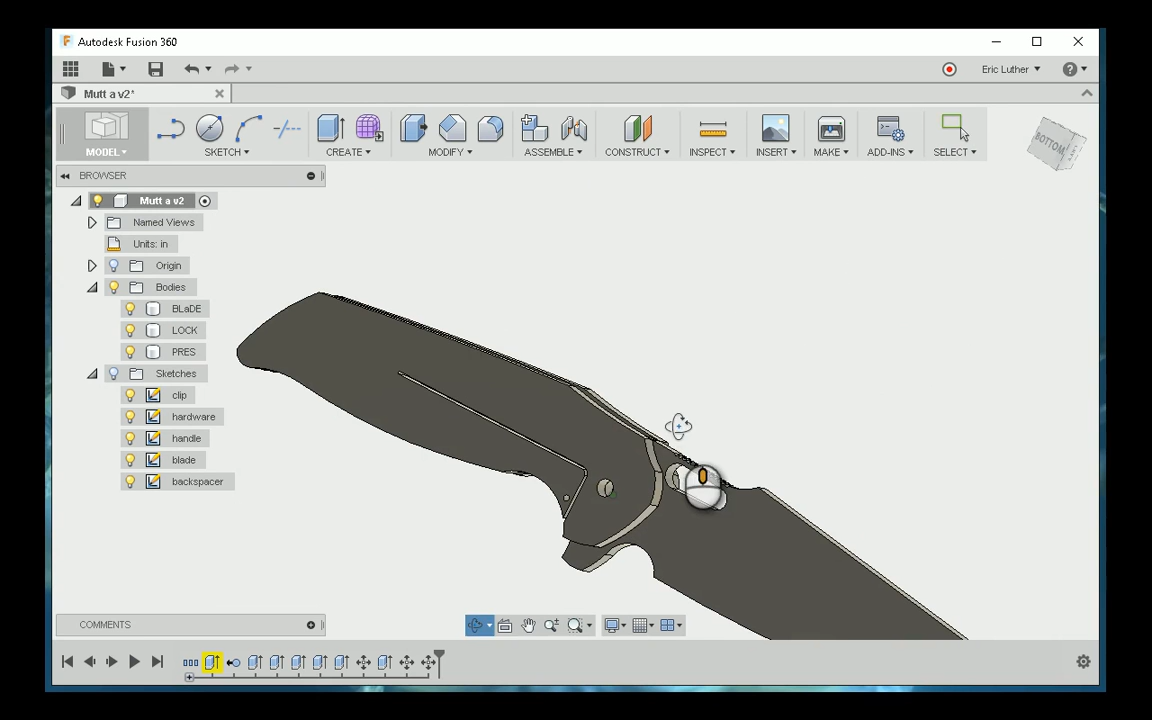 Autodesk Fusion 360
Eric Luther
Mutt a v2*
MODEL
SKETCH
CREATE
MODIFY
ASSEMBLE
CONSTRUCT
INSPECT
INSERT
MAKE
ADD-INS
SELECT
BOTTOM
BROWSER
Mutt a v2
Named Views
Units: in
Origin
Bodies
BLaDE
LOCK
PRES
Sketches
clip
hardware
handle
blade
backspacer
COMMENTS